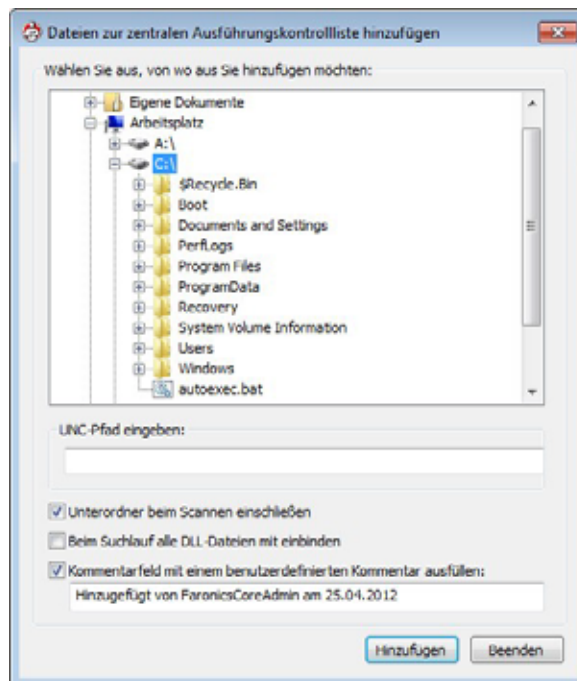 Dateien zur zentralen Ausführungskontrollliste hinzufügen
Wählen Sie aus, von wo aus Sie hinzufügen möchten:
Eigene Dokumente
Arbeitsplatz
A:\
C:\
$Recycle.Bin
Boot
Documents and Settings
PerfLogs
Program Files
ProgramData
Recovery
System Volume Information
Users
Windows
autoexec.bat
UNC-Pfad eingeben:
Unterordner beim Scannen einschließen
Beim Suchlauf alle DLL-Dateien mit einbinden
Kommentarfeld mit einem benutzerdefinierten Kommentar ausfüllen:
Hinzugefügt von FaronicsCoreAdmin am 25.04.2012
Hinzufügen
Beenden